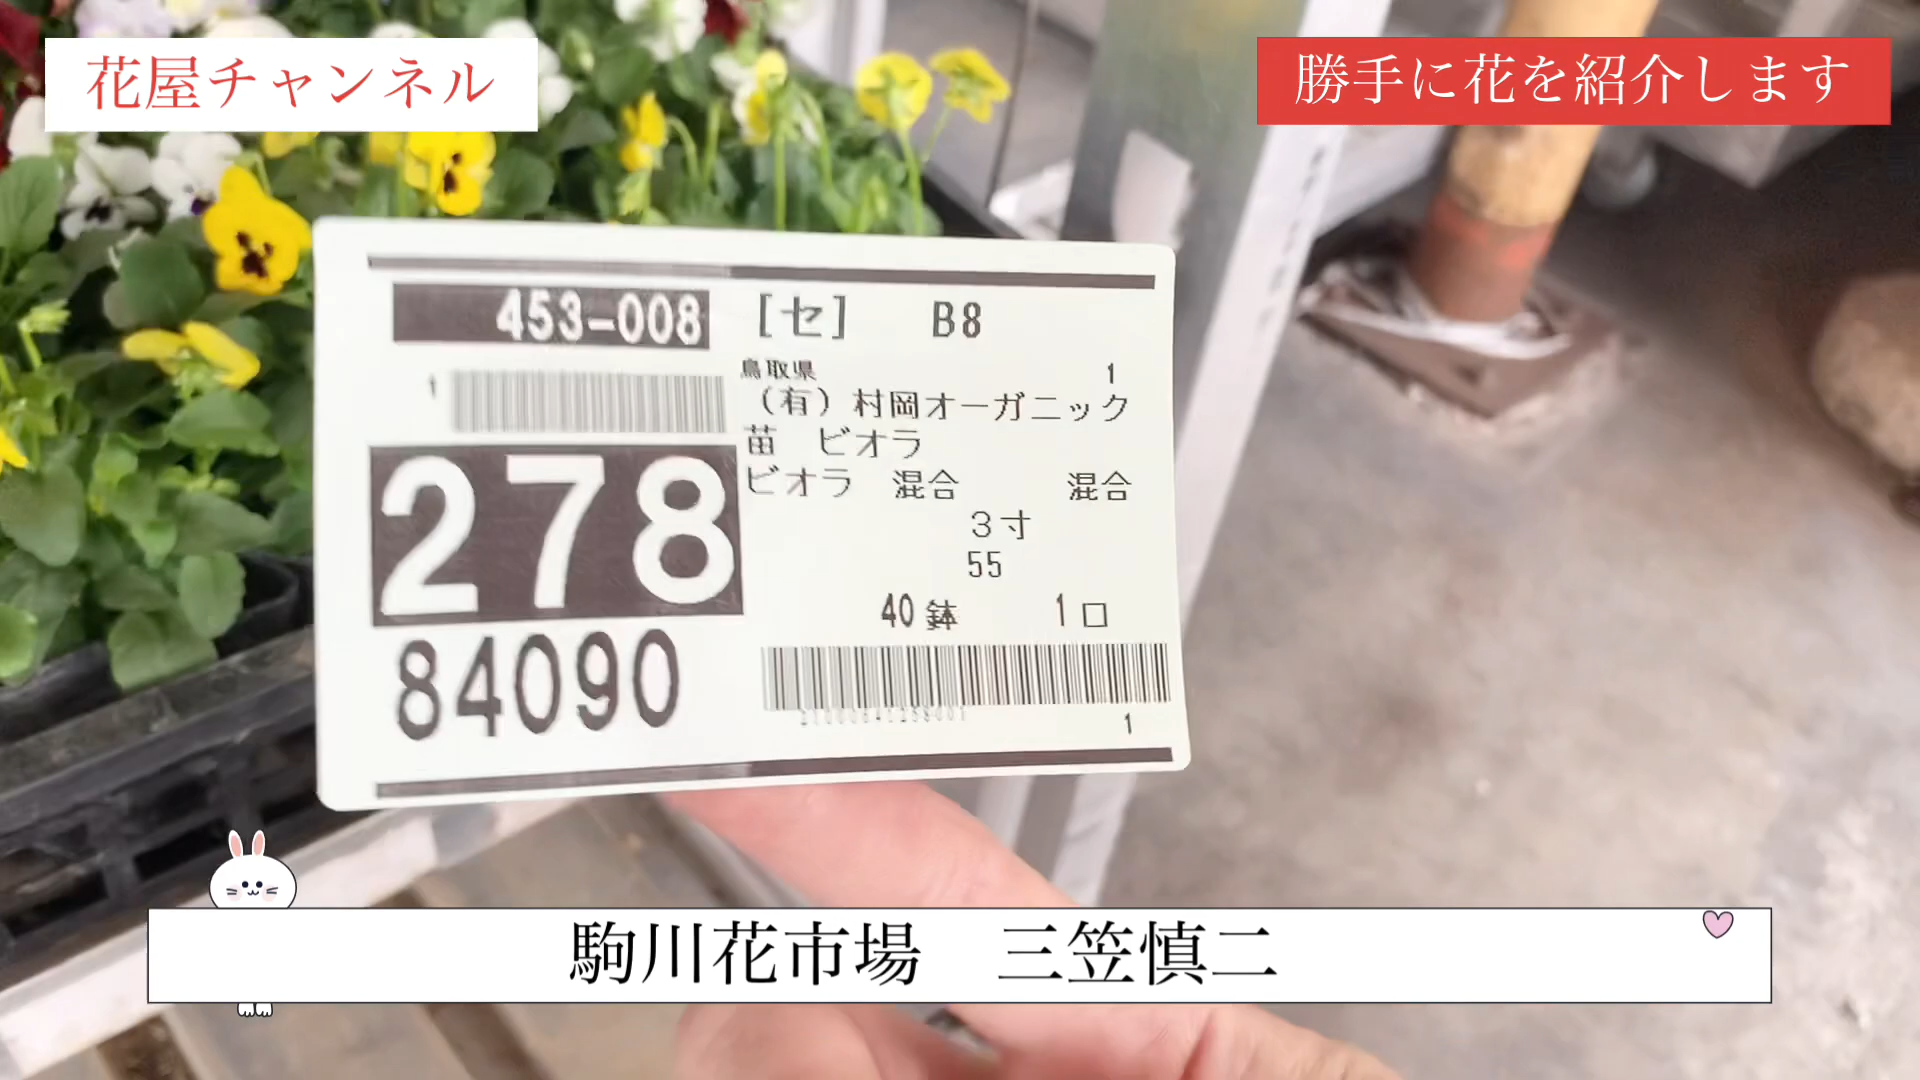 花屋チャンネル
勝手に花を紹介します
453-008 [セ] B8
鳥取県 1
1
(有)村岡オーガニック
苗 ビオラ
ビオラ 混合 混合
278
3寸
55
40鉢 1口
84090
1
駒川花市場 三笠慎二